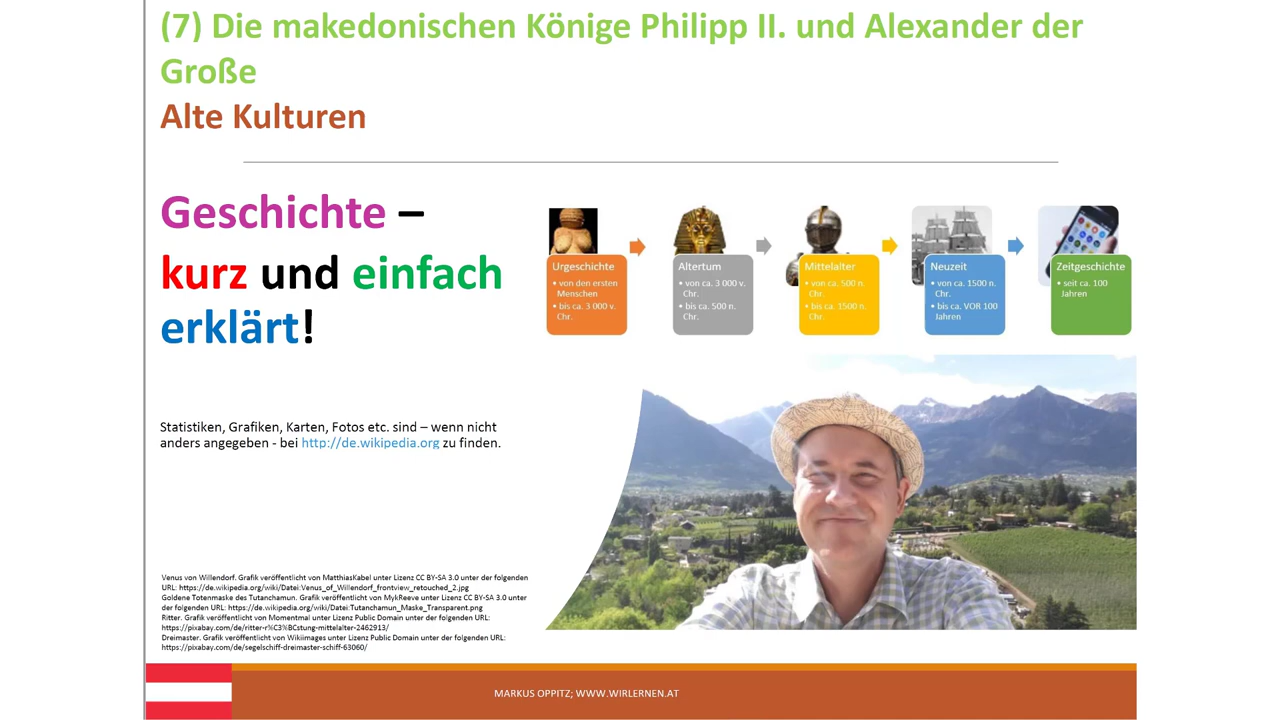 (7) Die makedonischen Könige Philipp II. und Alexander der
Große
Alte Kulturen
Geschichte –
kurz und einfach
erklärt!
Urgeschichte
• von den ersten
Menschen
• bis ca. 3 000 v.
Chr.
Altertum
• von ca. 3 000 v.
Chr.
• bis ca. 500 n.
Chr.
Mittelalter
• von ca. 500 n.
Chr.
• bis ca. 1500 n.
Chr.
Neuzeit
• von ca. 1500 n.
Chr.
• bis ca. VOR 100
Jahren
Zeitgeschichte
• seit ca. 100
Jahren
Statistiken, Grafiken, Karten, Fotos etc. sind – wenn nicht
anders angegeben - bei http://de.wikipedia.org zu finden.
Venus von Willendorf. Grafik veröffentlicht von MatthiasKabel unter Lizenz CC BY-SA 3.0 unter der folgenden
URL: https://de.wikipedia.org/wiki/Datei:Venus_of_Willendorf_frontview_retouched_2.jpg
Goldene Totenmaske des Tutanchamun. Grafik veröffentlicht von MykReeve unter Lizenz CC BY-SA 3.0 unter
der folgenden URL: https://de.wikipedia.org/wiki/Datei:Tutanchamun_Maske_Transparent.png
Ritter. Grafik veröffentlicht von Momentmal unter Lizenz Public Domain unter der folgenden URL:
https://pixabay.com/de/ritter-r%C3%BCstung-mittelalter-2462913/
Dreimaster. Grafik veröffentlicht von Wikiimages unter Lizenz Public Domain unter der folgenden URL:
https://pixabay.com/de/segelschiff-dreimaster-schiff-63060/
MARKUS OPPITZ; WWW.WIRLERNEN.AT